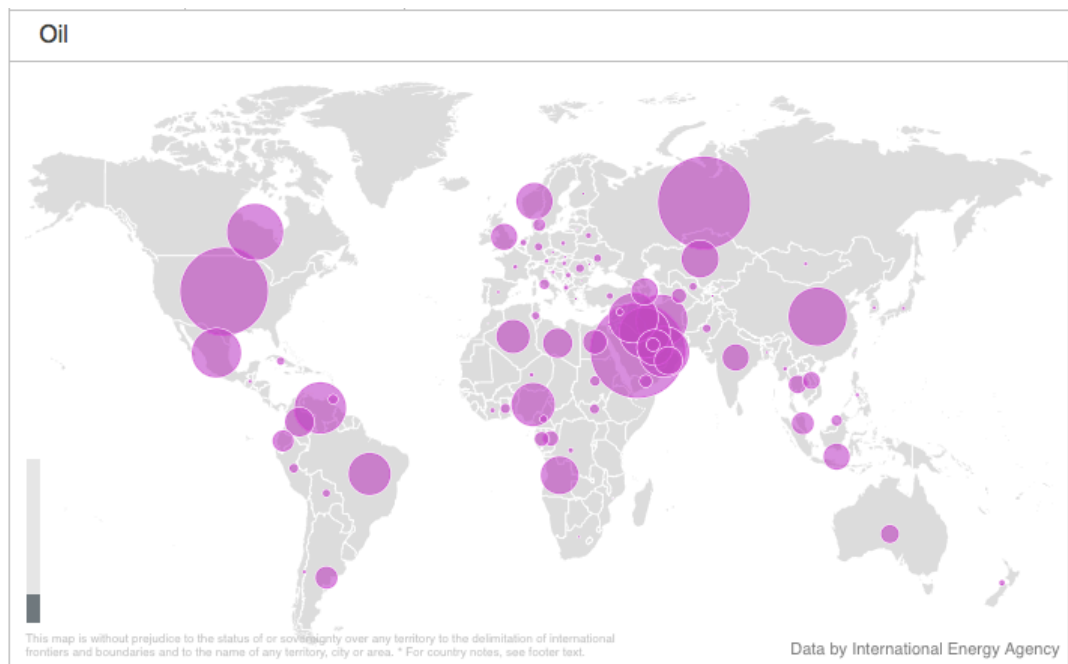 Oil
This map is without prejudice to the status of or sovereignty over any territory to the delimitation of international
frontiers and boundaries and to the name of any territory, city or area. * For country notes, see footer text.
Data by International Energy Agency